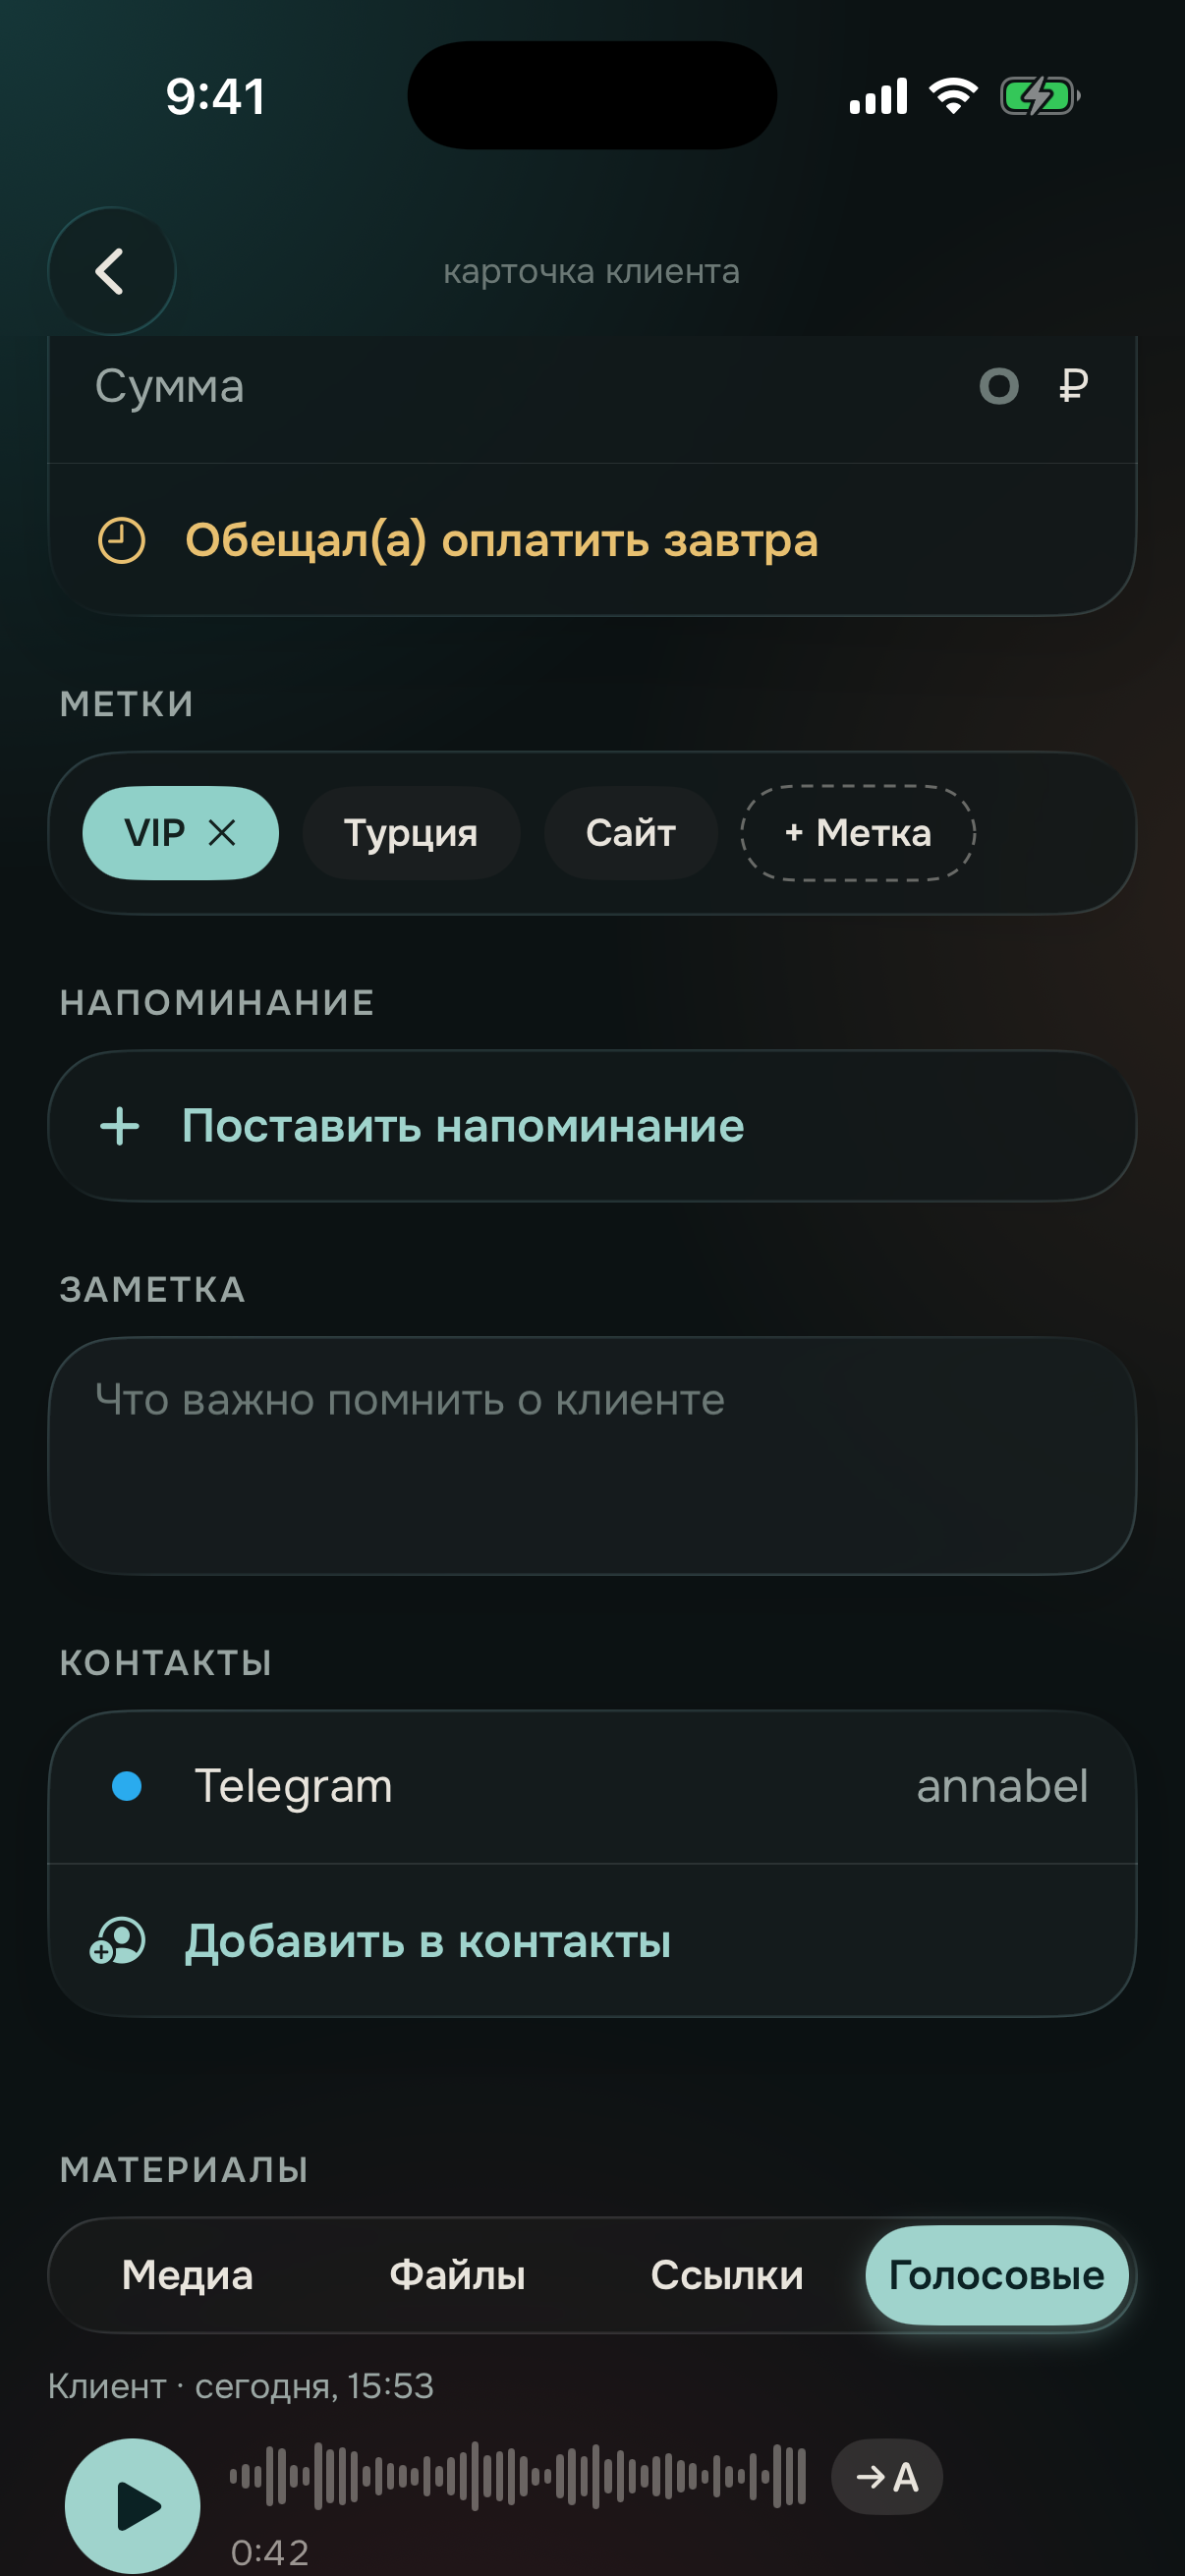 9:41
карточка клиента
Сумма 0 ₽
Обещал(а) оплатить завтра
МЕТКИ
VIP × Турция Сайт + Метка
НАПОМИНАНИЕ
+ Поставить напоминание
ЗАМЕТКА
Что важно помнить о клиенте
КОНТАКТЫ
Telegram annabel
Добавить в контакты
МАТЕРИАЛЫ
Медиа Файлы Ссылки Голосовые
Клиент · сегодня, 15:53
→A
0:42